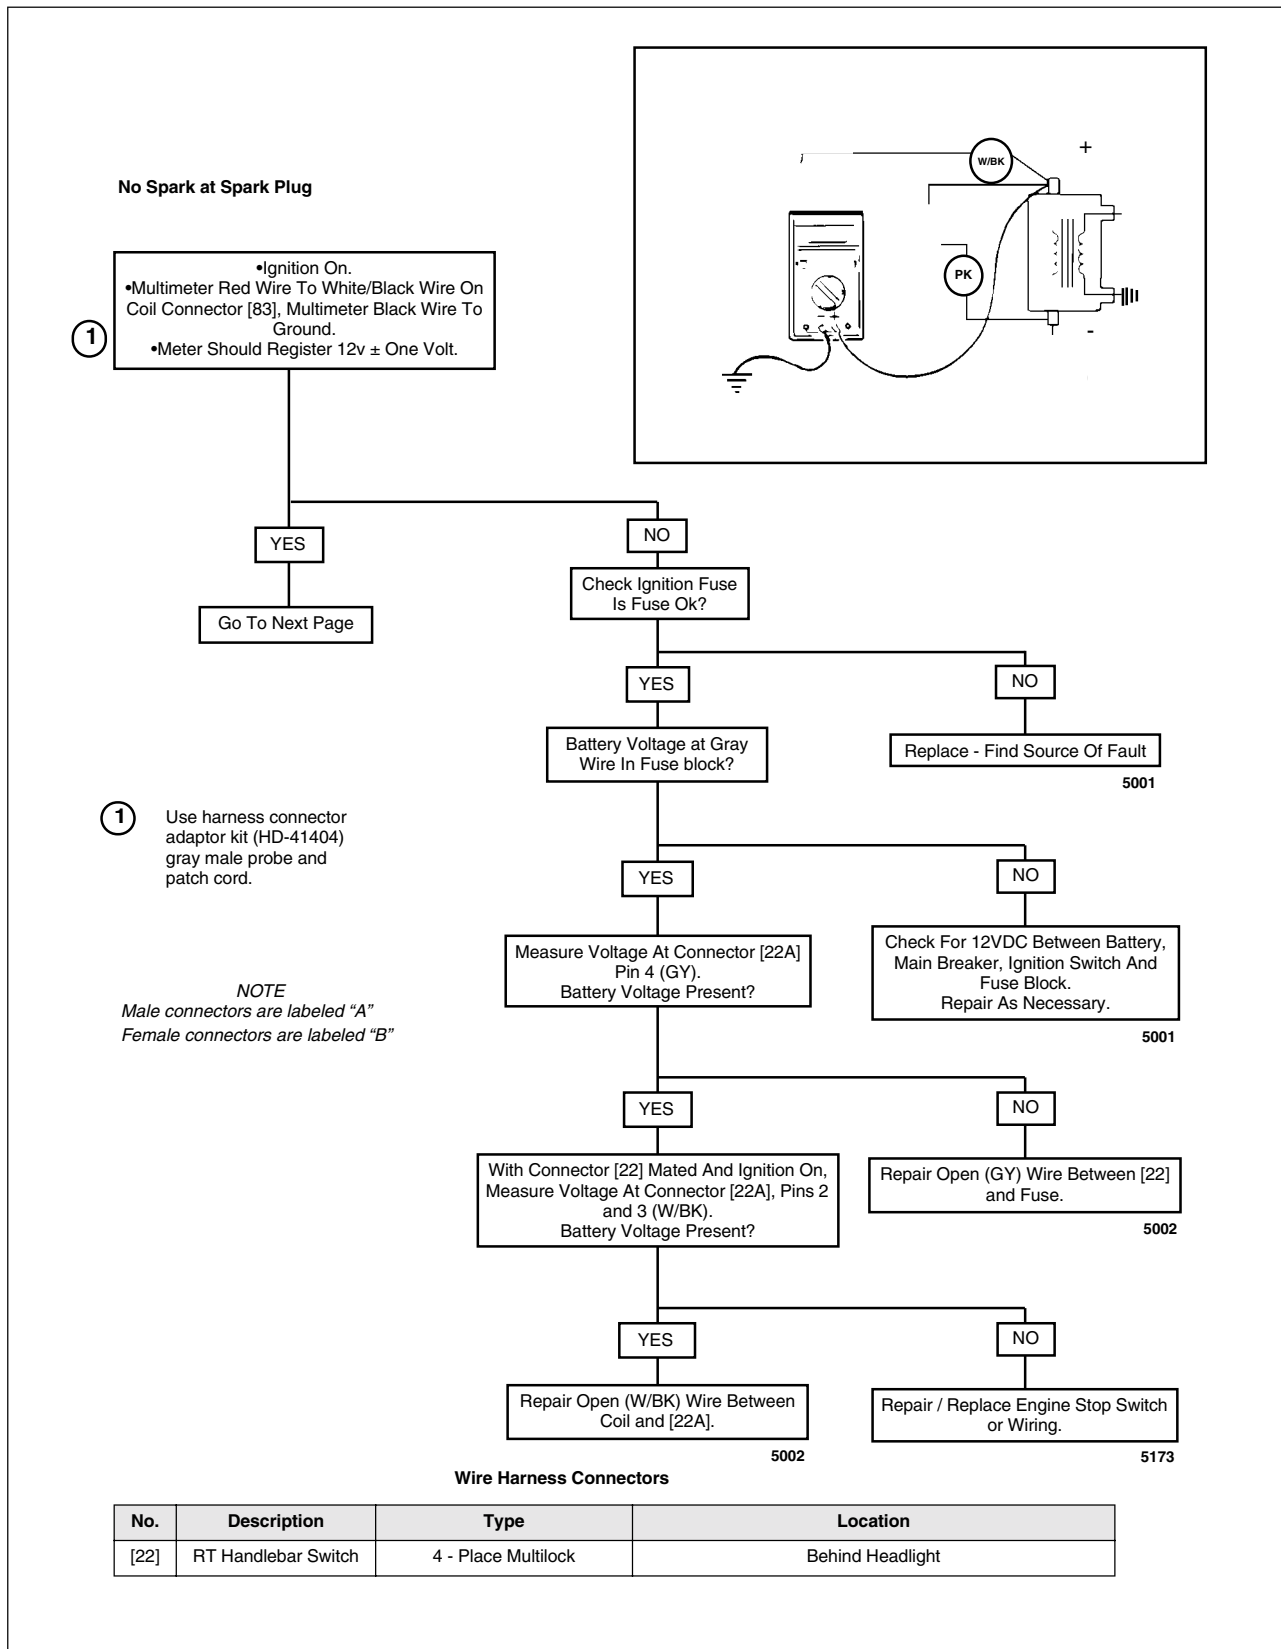 No Spark at Spark Plug
W/BK
+
PK
-
•Ignition On.
•Multimeter Red Wire To White/Black Wire On
Coil Connector [83], Multimeter Black Wire To
Ground.
•Meter Should Register 12v ± One Volt.
1
YES
NO
Go To Next Page
Check Ignition Fuse
Is Fuse Ok?
YES
NO
Battery Voltage at Gray
Wire In Fuse block?
Replace - Find Source Of Fault
5001
1
Use harness connector
adaptor kit (HD-41404)
gray male probe and
patch cord.
YES
NO
Measure Voltage At Connector [22A]
Pin 4 (GY).
Battery Voltage Present?
Check For 12VDC Between Battery,
Main Breaker, Ignition Switch And
Fuse Block.
Repair As Necessary.
5001
NOTE
Male connectors are labeled “A”
Female connectors are labeled “B”
YES
NO
With Connector [22] Mated And Ignition On,
Measure Voltage At Connector [22A], Pins 2
and 3 (W/BK).
Battery Voltage Present?
Repair Open (GY) Wire Between [22]
and Fuse.
5002
YES
NO
Repair Open (W/BK) Wire Between
Coil and [22A].
5002
Repair / Replace Engine Stop Switch
or Wiring.
5173
Wire Harness Connectors
No. Description Type Location
[22] RT Handlebar Switch 4 - Place Multilock Behind Headlight